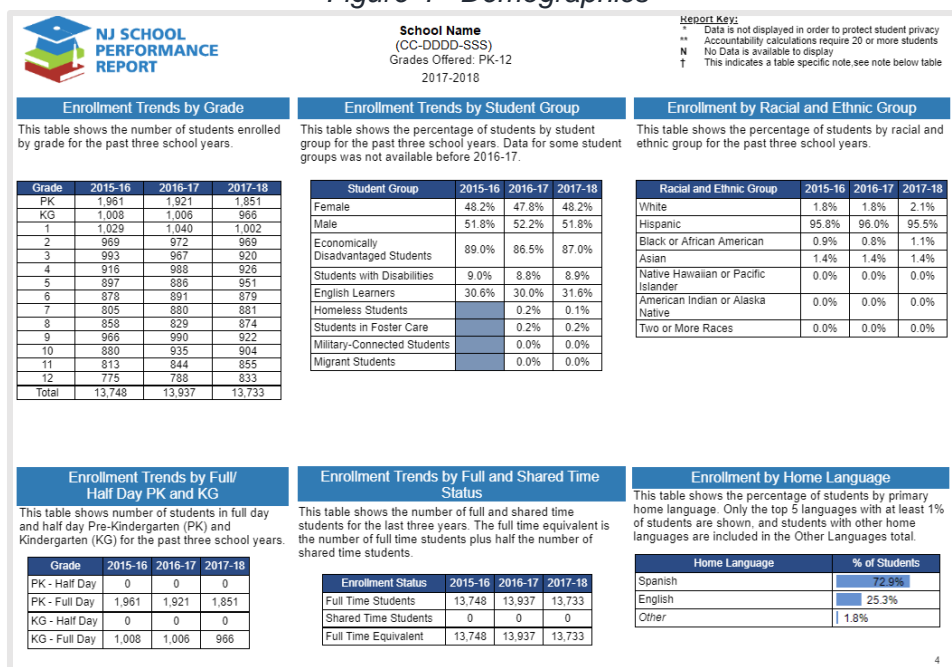 Figure 4 - Demographics
NJ SCHOOL
PERFORMANCE
REPORT
School Name
(CC-DDDD-SSS)
Grades Offered: PK-12
2017-2018
Report Key:
* Data is not displayed in order to protect student privacy
** Accountability calculations require 20 or more students
N No Data is available to display
† This indicates a table specific note,see note below table
Enrollment Trends by Grade
This table shows the number of students enrolled
by grade for the past three school years.
Grade 2015-16 2016-17 2017-18
PK 1,961 1,921 1,851
KG 1,008 1,006 966
1 1,029 1,040 1,002
2 969 972 969
3 993 967 920
4 916 988 926
5 897 886 951
6 878 891 879
7 805 880 881
8 858 829 874
9 966 990 922
10 880 935 904
11 813 844 855
12 775 788 833
Total 13,748 13,937 13,733
Enrollment Trends by Student Group
This table shows the percentage of students by student
group for the past three school years. Data for some student
groups was not available before 2016-17.
Student Group 2015-16 2016-17 2017-18
Female 48.2% 47.8% 48.2%
Male 51.8% 52.2% 51.8%
Economically
Disadvantaged Students 89.0% 86.5% 87.0%
Students with Disabilities 9.0% 8.8% 8.9%
English Learners 30.6% 30.0% 31.6%
Homeless Students 0.2% 0.1%
Students in Foster Care 0.2% 0.2%
Military-Connected Students 0.0% 0.0%
Migrant Students 0.0% 0.0%
Enrollment by Racial and Ethnic Group
This table shows the percentage of students by racial and
ethnic group for the past three school years.
Racial and Ethnic Group 2015-16 2016-17 2017-18
White 1.8% 1.8% 2.1%
Hispanic 95.8% 96.0% 95.5%
Black or African American 0.9% 0.8% 1.1%
Asian 1.4% 1.4% 1.4%
Native Hawaiian or Pacific
Islander 0.0% 0.0% 0.0%
American Indian or Alaska
Native 0.0% 0.0% 0.0%
Two or More Races 0.0% 0.0% 0.0%
Enrollment Trends by Full/
Half Day PK and KG
This table shows number of students in full day
and half day Pre-Kindergarten (PK) and
Kindergarten (KG) for the past three school years.
Grade 2015-16 2016-17 2017-18
PK - Half Day 0 0 0
PK - Full Day 1,961 1,921 1,851
KG - Half Day 0 0 0
KG - Full Day 1,008 1,006 966
Enrollment Trends by Full and Shared Time
Status
This table shows the number of full and shared time
students for the last three years. The full time equivalent is
the number of full time students plus half the number of
shared time students.
Enrollment Status 2015-16 2016-17 2017-18
Full Time Students 13,748 13,937 13,733
Shared Time Students 0 0 0
Full Time Equivalent 13,748 13,937 13,733
Enrollment by Home Language
This table shows the percentage of students by primary
home language. Only the top 5 languages with at least 1%
of students are shown, and students with other home
languages are included in the Other Languages total.
Home Language % of Students
Spanish 72.9%
English 25.3%
Other 1.8%
4